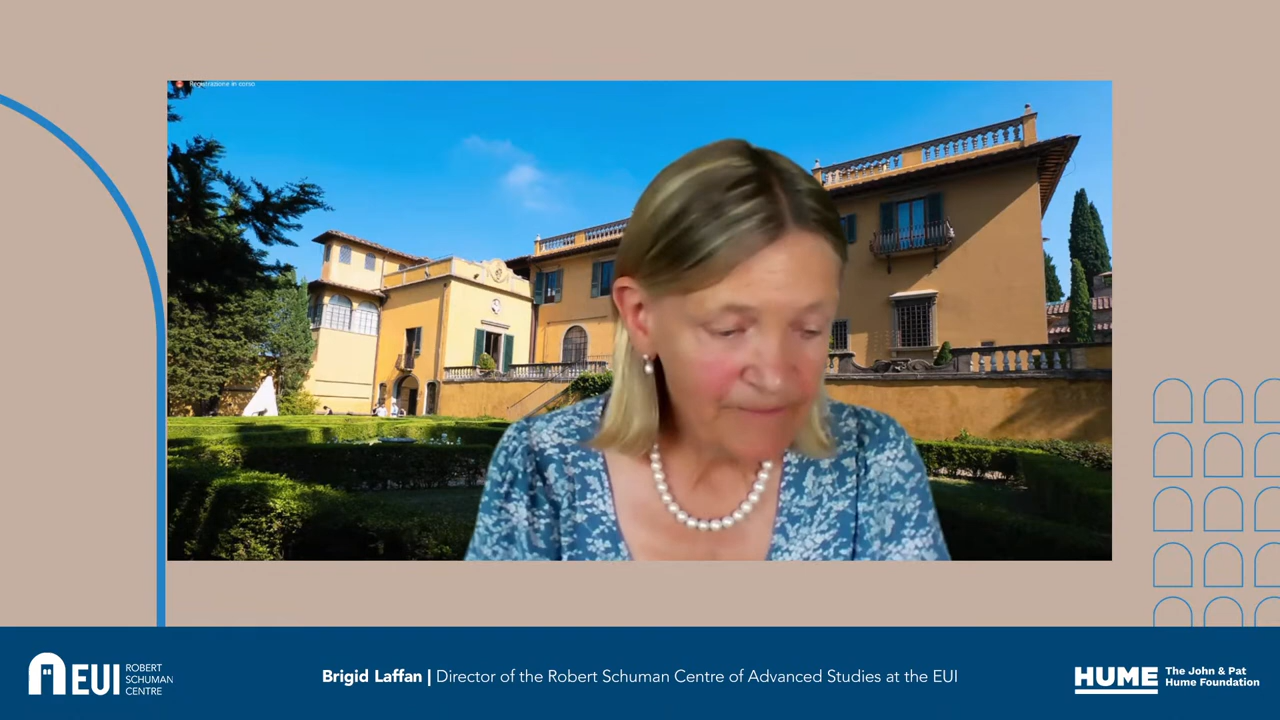 Registrazione in corso
EUI
ROBERT
SCHUMAN
CENTRE
Brigid Laffan | Director of the Robert Schuman Centre of Advanced Studies at the EUI
HUME
The John & Pat
Hume Foundation